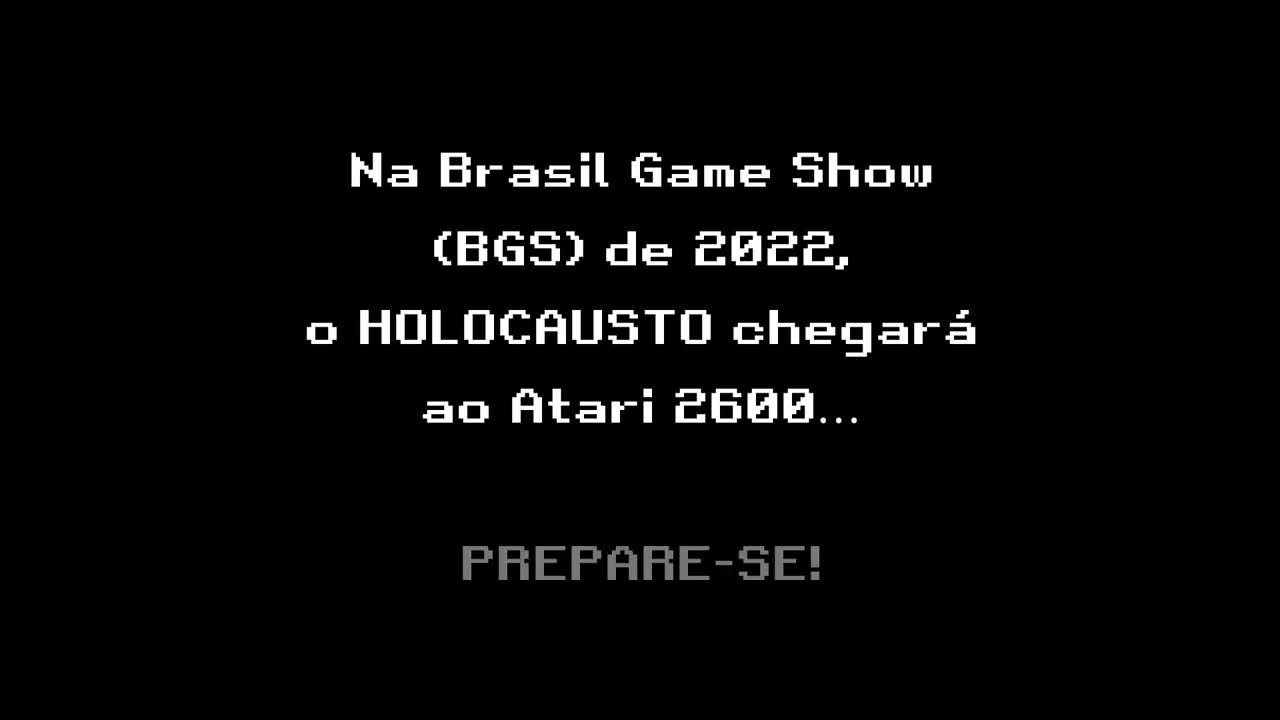 Na Brasil Game Show
(BGS) de 2022,
o HOLOCAUSTO chegará
ao Atari 2600...
PREPARE-SE!